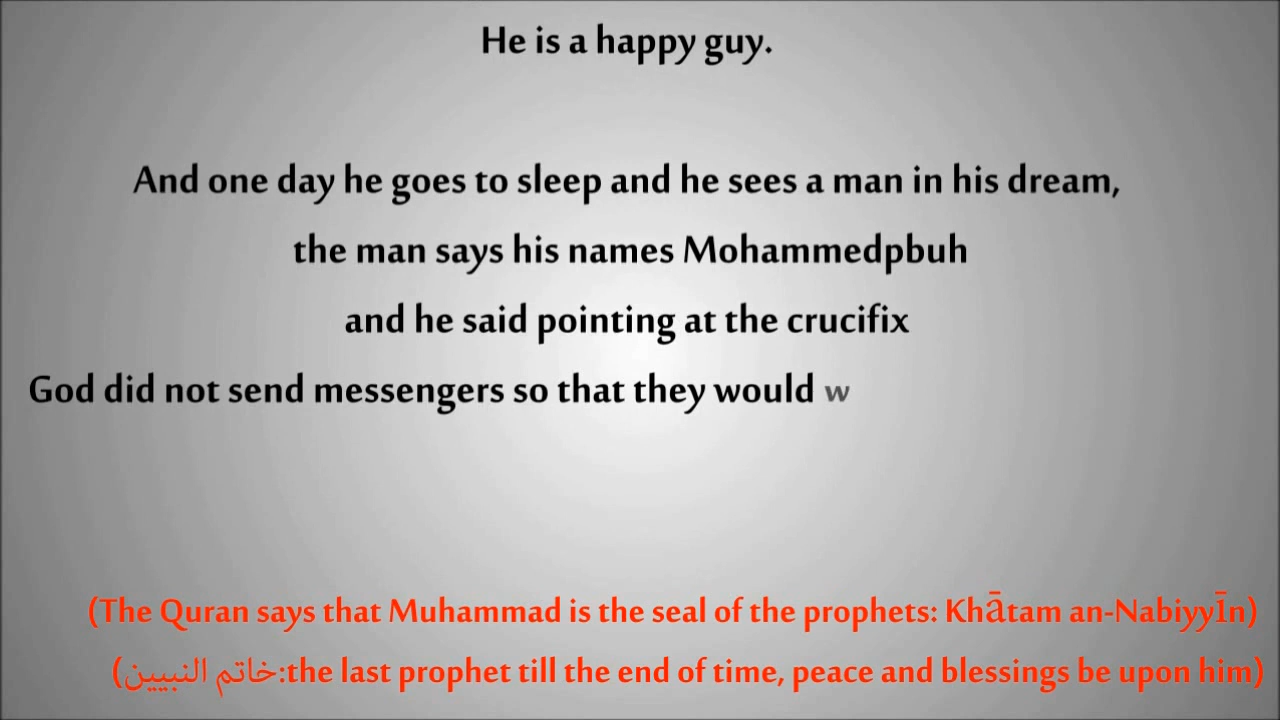 He is a happy guy.
And one day he goes to sleep and he sees a man in his dream,
the man says his names Mohammedpbuh
and he said pointing at the crucifix
God did not send messengers so that they would w
(The Quran says that Muhammad is the seal of the prophets: Khātam an-Nabiyyīn)
(خاتم النبيين:the last prophet till the end of time, peace and blessings be upon him)